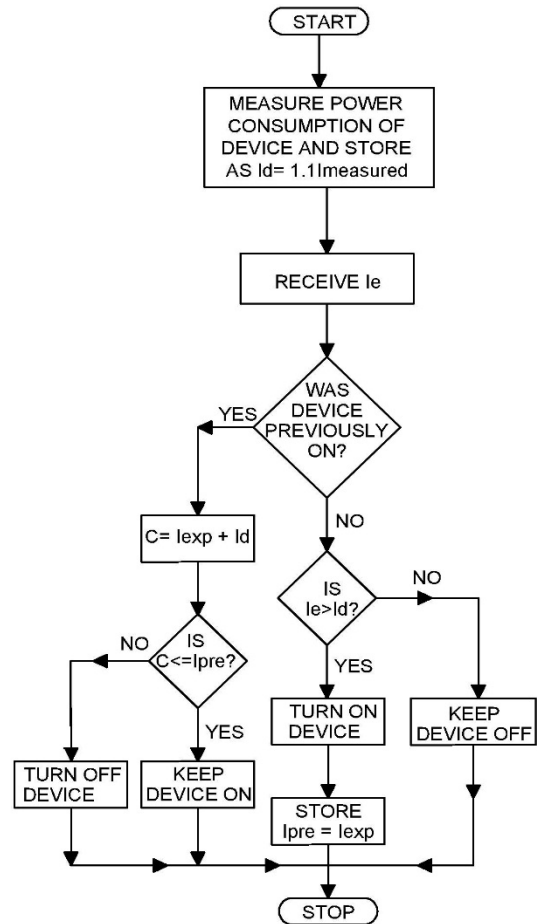 START
MEASURE POWER
CONSUMPTION OF
DEVICE AND STORE
AS Id= 1.1Imeasured
RECEIVE Ie
WAS
DEVICE
PREVIOUSLY
ON?
YES
NO
C= Iexp + Id
IS
C<=Ipre?
NO
YES
TURN OFF
DEVICE
KEEP
DEVICE ON
IS
Ie>Id?
NO
YES
TURN ON
DEVICE
KEEP
DEVICE OFF
STORE
Ipre = Iexp
STOP